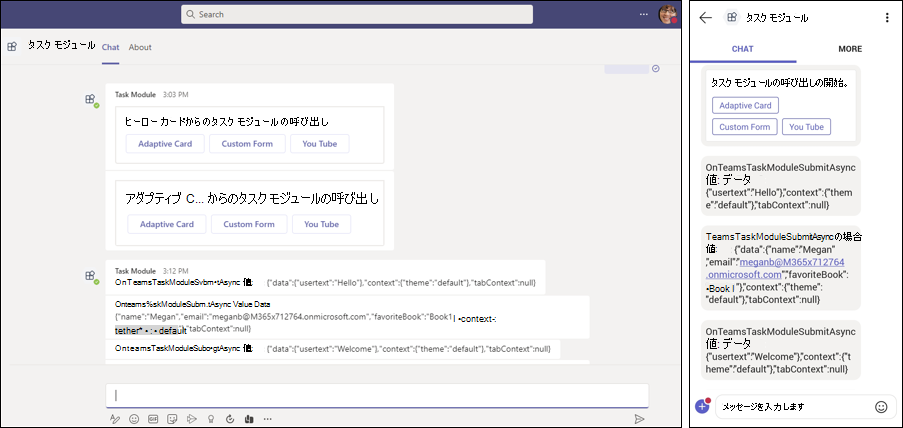 Search
タスク モジュール Chat About
Task Module 3:03 PM
ヒーロー カードからのタスク モジュールの呼び出し
Adaptive Card Custom Form You Tube
アダプティブ C... からのタスク モジュールの呼び出し
Adaptive Card Custom Form You Tube
Task Module 3:12 PM
OnTeamsTaskModuleSvbm•tAsync 値: {"data":{"usertext":"Hello"},"context":{"theme":"default"},"tabContext":null}
Onteams%skModuleSubm.tAsync Value Data
{"name":"Megan","email":"meganb@M365x712764.onmicrosoft.com","favoriteBook":"Book1 •context-:
tether" • : • default "},"tabContext":null}
OnteamsTaskModuleSubo•gtAsync 値: {"data":{"usertext":"Welcome"},"context":{"theme":"default"},"tabContext":null}
タスク モジュール
CHAT MORE
タスク モジュールの呼び出しの開始。
Adaptive Card
Custom Form You Tube
OnTeamsTaskModuleSubmitAsync
値: データ
{"usertext":"Hello"},"context":{"them
e":"default"},"tabContext":null}
TeamsTaskModuleSubmitAsyncの場合
値: {"data":{"name":"Megan"
,"email":"meganb@M365x712764
.onmicrosoft.com","favoriteBook":
•Book I "},"context":{"theme":
"default"},"tabContext":null}
OnTeamsTaskModuleSubmitAsync
値: データ
{"usertext":"Welcome"},"context":{"t
heme":"default"},"tabContext":null}
メッセージを入力します